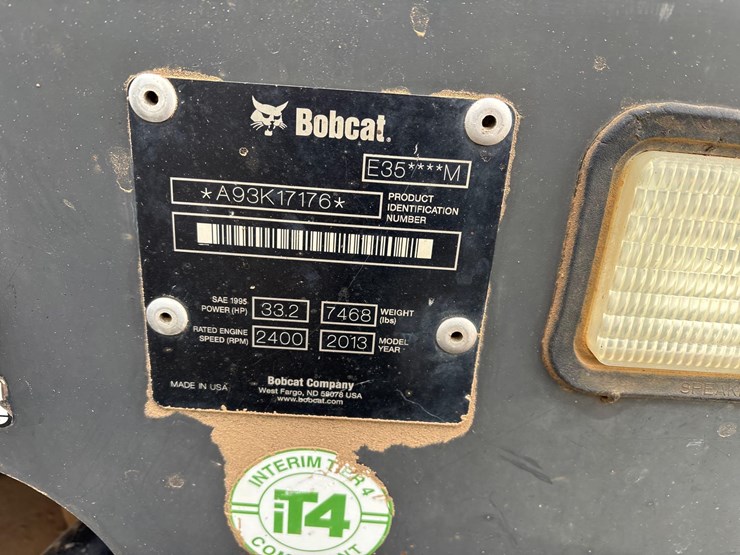 Bobcat.
E35****M
*A93K17176*
PRODUCT
IDENTIFICATION
NUMBER
SAE 1995
POWER (HP)
33.2
7468
WEIGHT
(lbs)
RATED ENGINE
SPEED (RPM)
2400
2013
MODEL
YEAR
MADE IN USA
Bobcat Company
West Fargo, ND 58078 USA
www.bobcat.com
INTERIM TIER 4
iT4